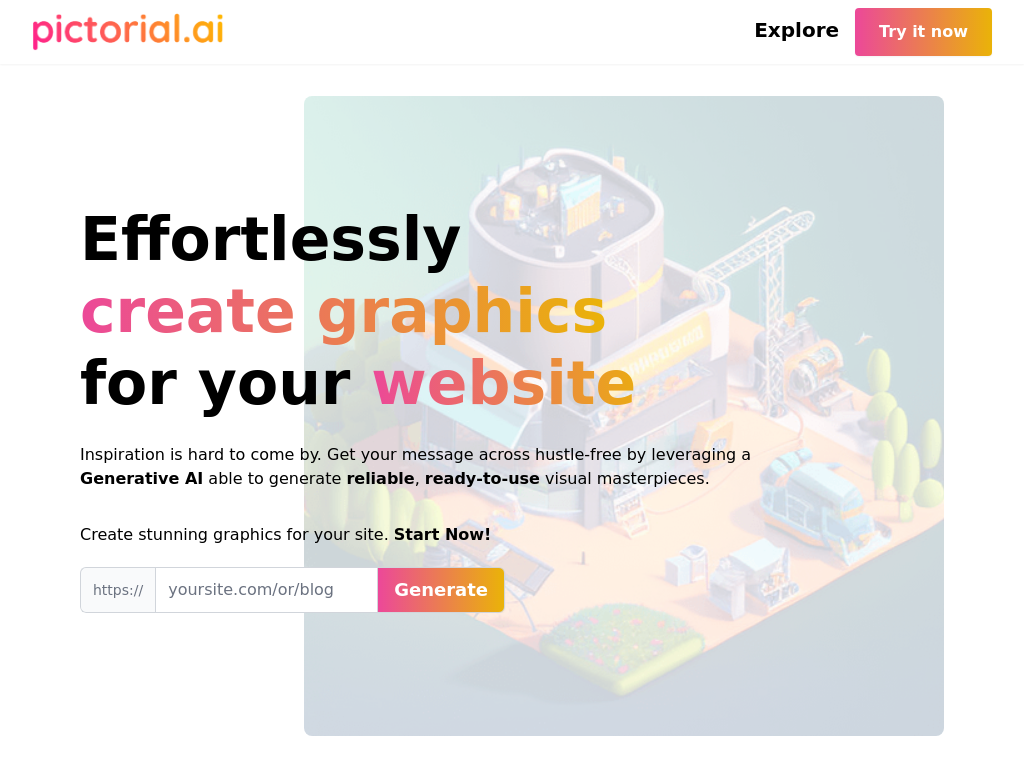 pictorial.ai
Explore
Try it now
Effortlessly
create graphics
for your website
Inspiration is hard to come by. Get your message across hustle-free by leveraging a
Generative AI able to generate reliable, ready-to-use visual masterpieces.
Create stunning graphics for your site. Start Now!
https://
yoursite.com/or/blog
Generate